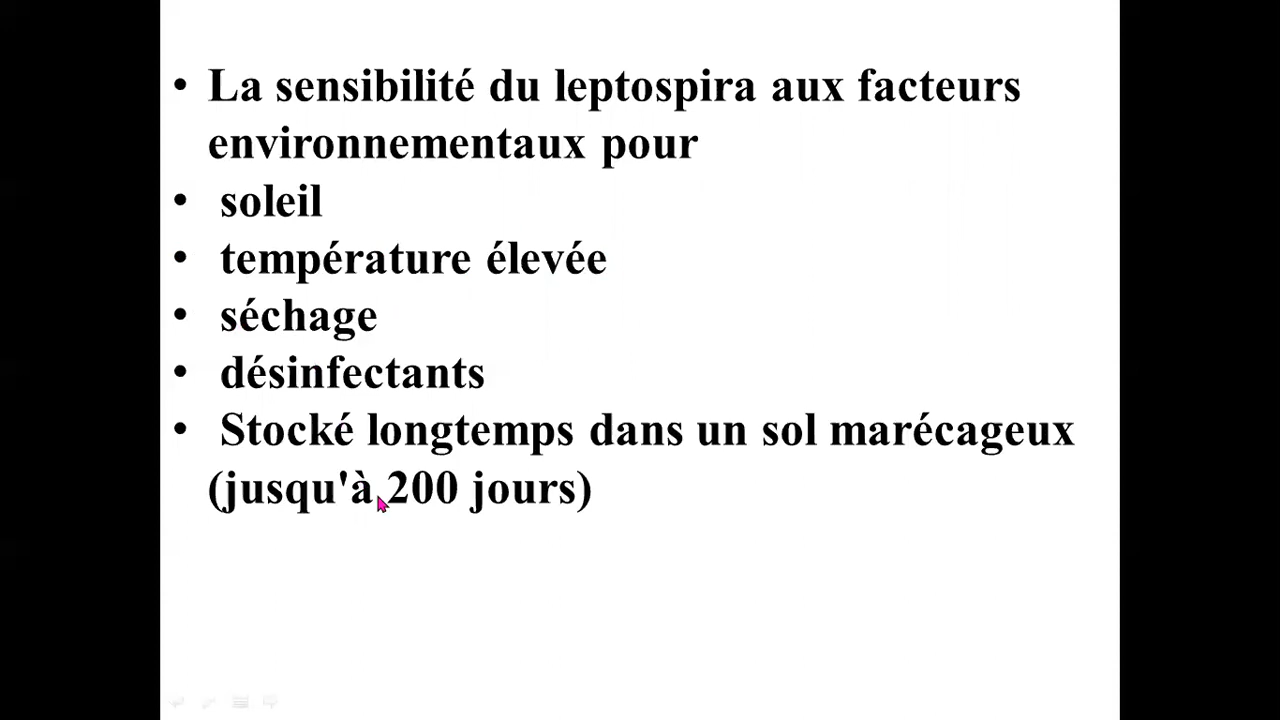 • La sensibilité du leptospira aux facteurs
environnementaux pour
• soleil
• température élevée
• séchage
• désinfectants
• Stocké longtemps dans un sol marécageux
(jusqu'à 200 jours)